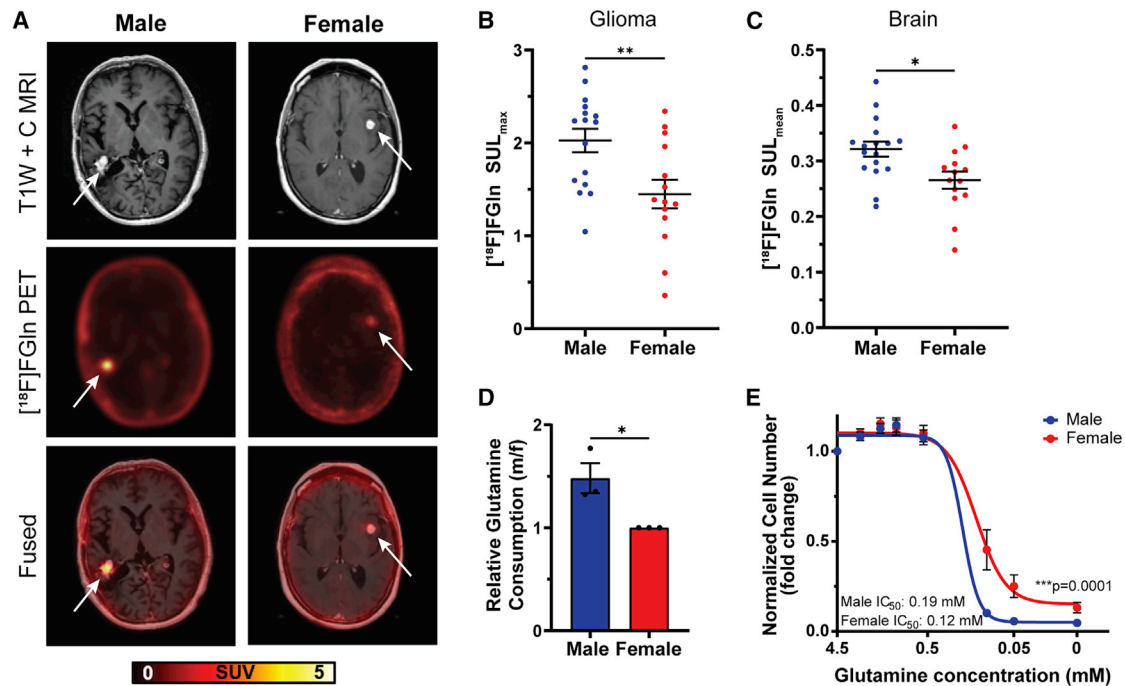 A
Male
Female
T1W + C MRI
[¹⁸F]FGln PET
Fused
0 SUV 5
B
Glioma
[¹⁸F]FGln SULmax
3
2
1
0
**
Male Female
C
Brain
[¹⁸F]FGln SULmean
0.5
0.4
0.3
0.2
0.1
0.0
*
Male Female
D
Relative Glutamine
Consumption (m/f)
2
1
0
*
Male Female
E
Normalized Cell Number
(fold change)
1.0
0.5
0.0
Male
Female
***p=0.0001
Male IC₅₀: 0.19 mM
Female IC₅₀: 0.12 mM
4.5 0.5 0.05 0
Glutamine concentration (mM)